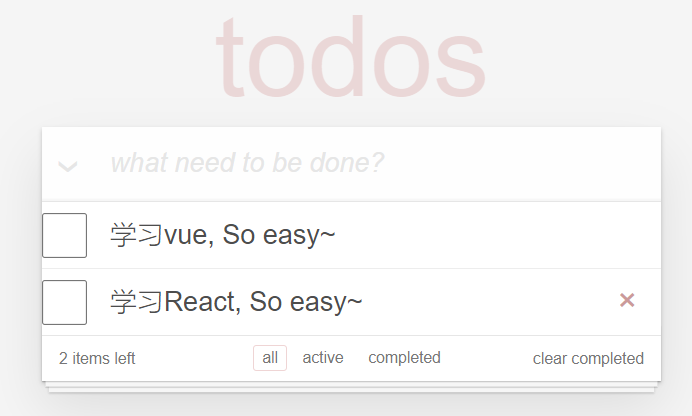 todos
what need to be done?
学习vue, So easy~
学习React, So easy~
2 items left all active completed clear completed